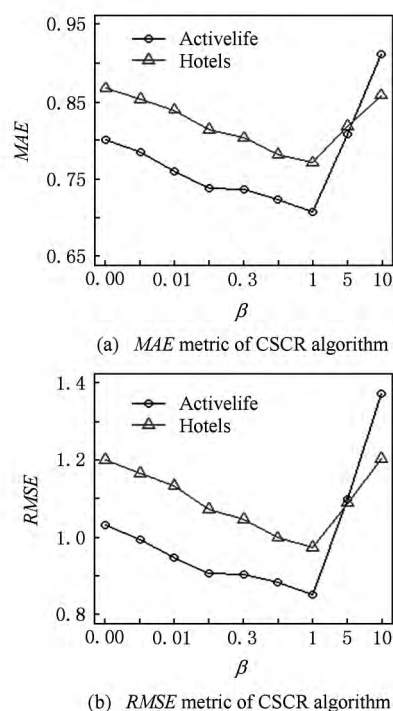 0.95
Activelife
Hotels
0.85
MAE
0.75
0.65
0.00 0.01 0.3 1 5 10
β
(a) MAE metric of CSCR algorithm
1.4
Activelife
Hotels
1.2
RMSE
1.0
0.8
0.00 0.01 0.3 1 5 10
β
(b) RMSE metric of CSCR algorithm